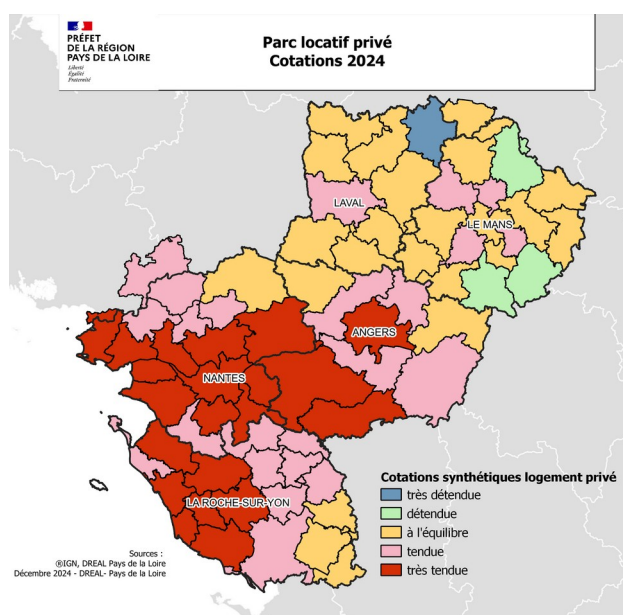 PRÉFET
DE LA RÉGION
PAYS DE LA LOIRE
Liberté
Égalité
Fraternité
Parc locatif privé
Cotations 2024
LAVAL
LE MANS
ANGERS
NANTES
LA ROCHE-SUR-YON
Cotations synthétiques logement privé
très détendue
détendue
à l'équilibre
tendue
très tendue
Sources :
®IGN, DREAL Pays de la Loire
Décembre 2024 - DREAL- Pays de la Loire